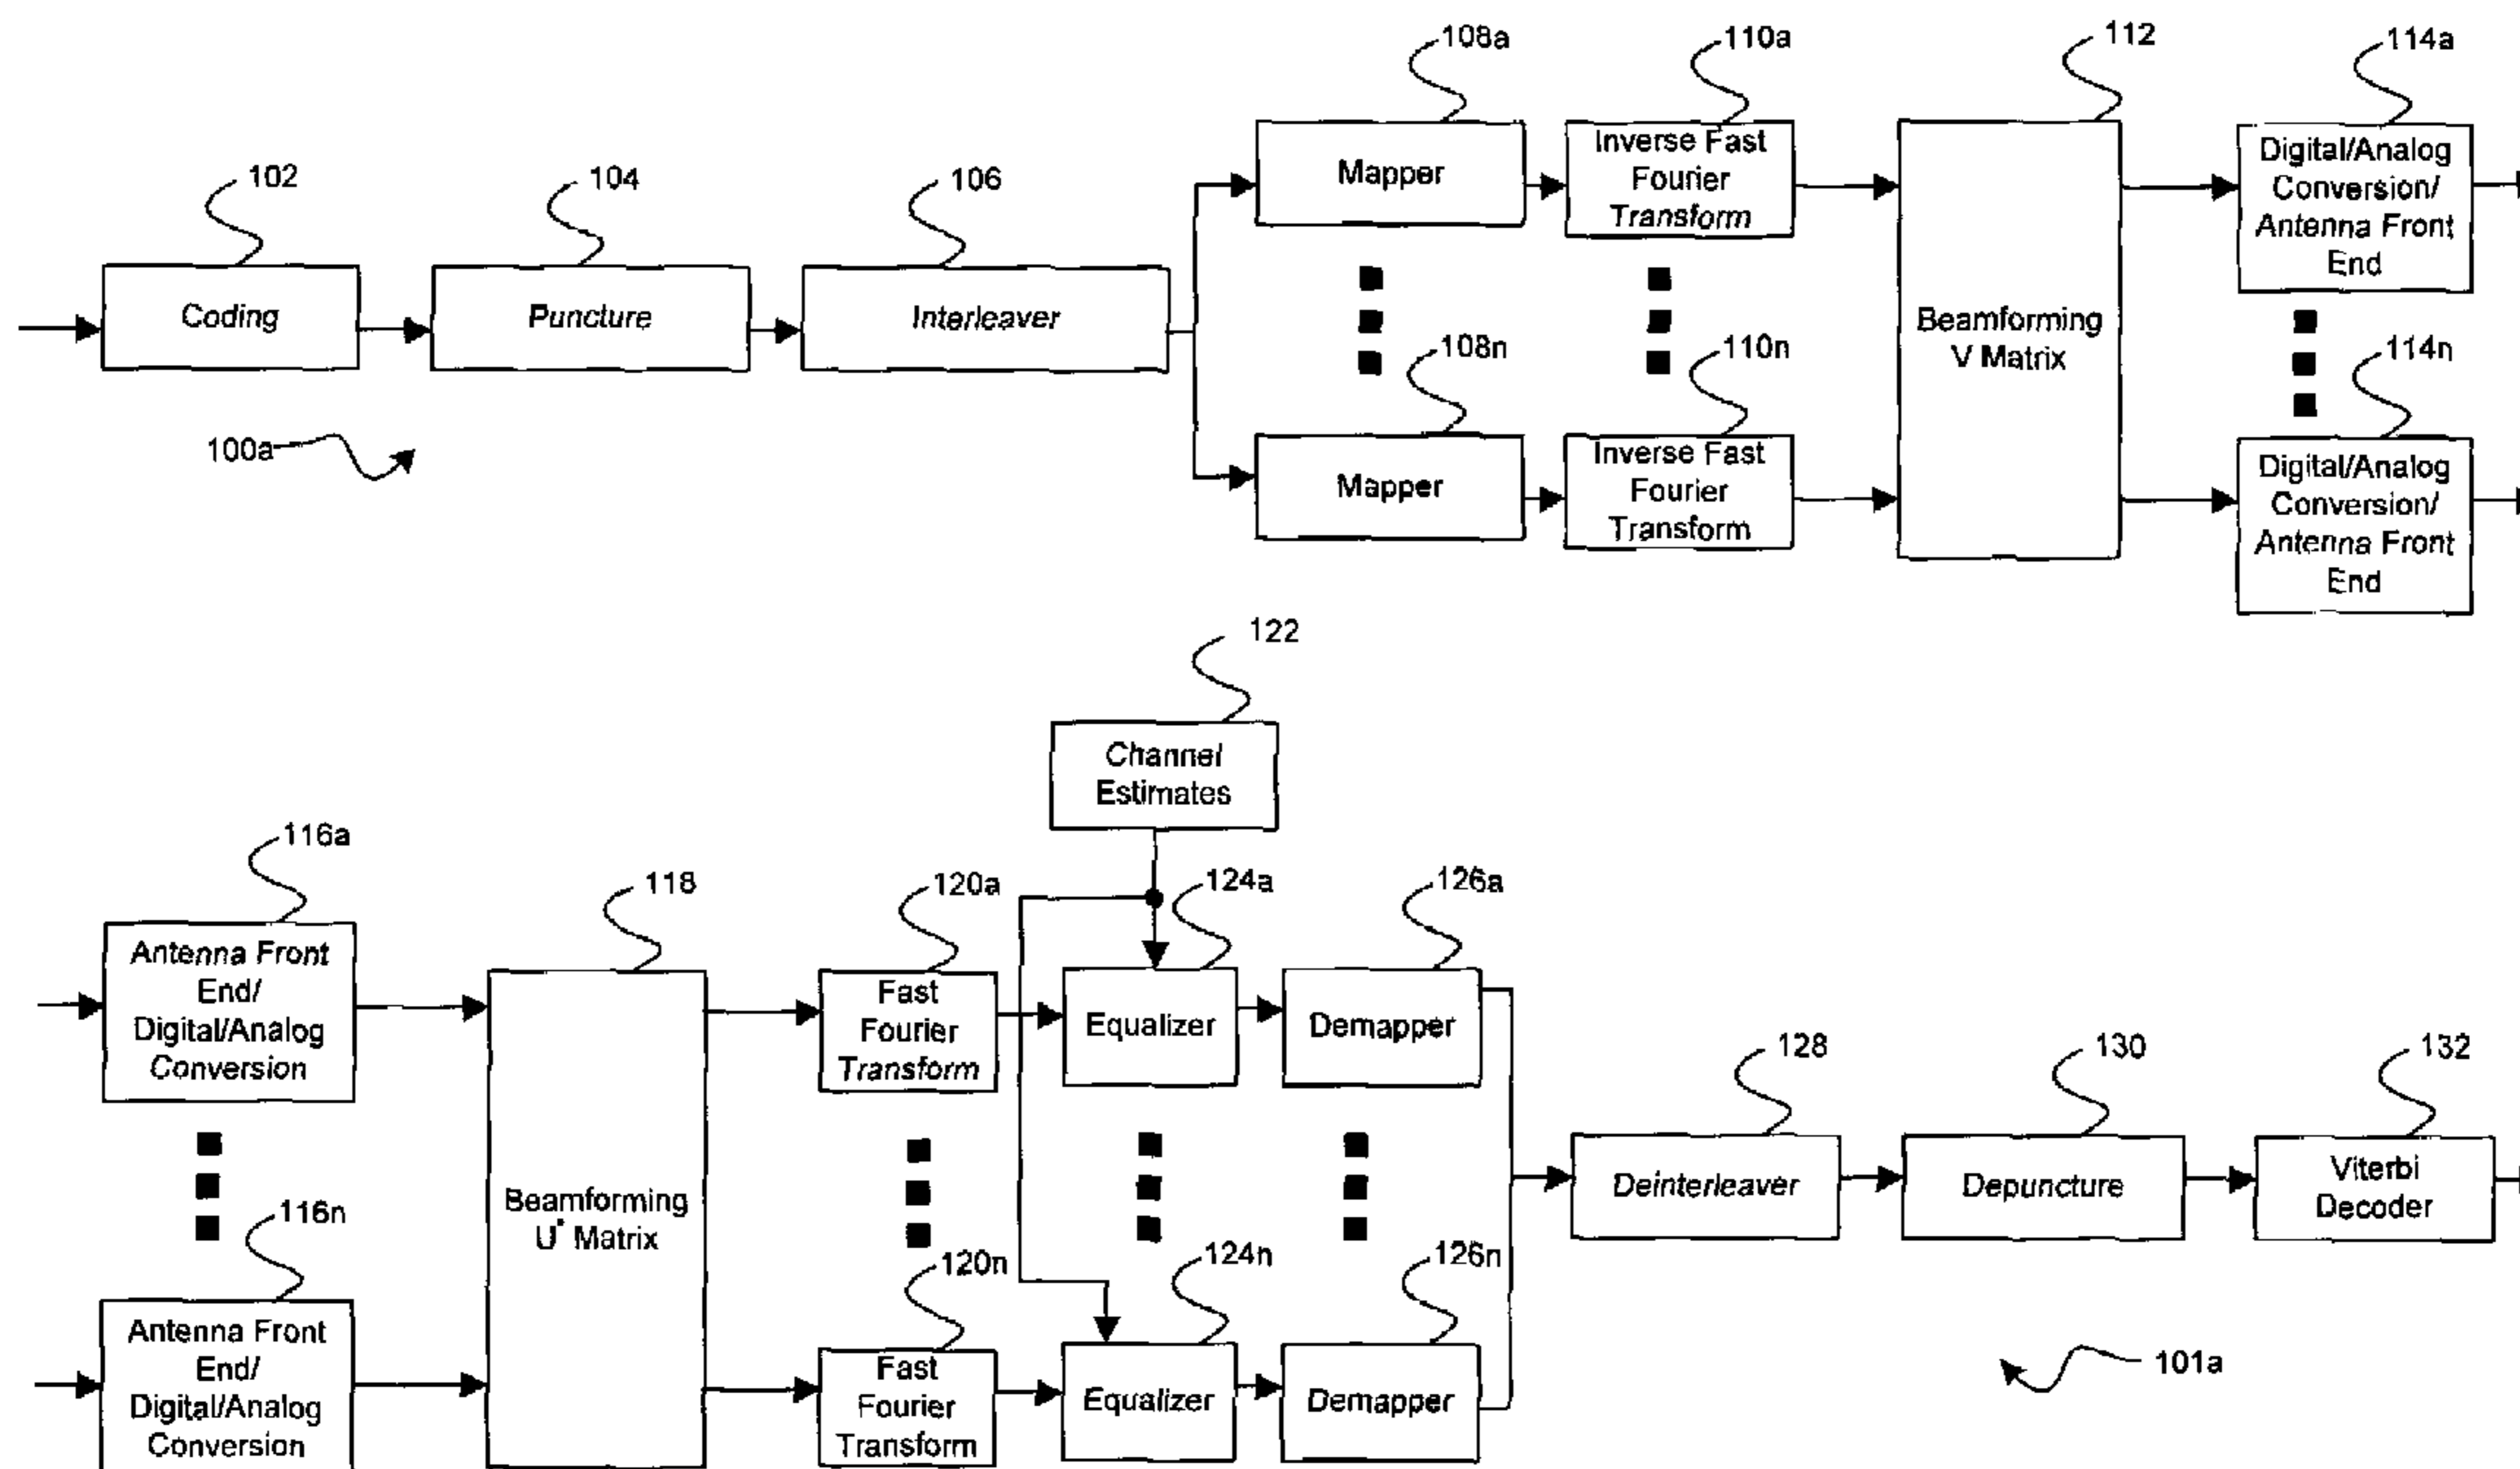 108a
110a
112
114a
102
104
106
Mapper
Inverse Fast
Fourier
Transform
Digital/Analog
Conversion/
Antenna Front
End
Coding
Puncture
Interleaver
Beamforming
V Matrix
108n
110n
114n
100a
Mapper
Inverse Fast
Fourier
Transform
Digital/Analog
Conversion/
Antenna Front
End
122
Channel
Estimates
116a
118
120a
124a
126a
Antenna Front
End/
Digital/Analog
Conversion
Fast
Fourier
Transform
Equalizer
Demapper
128
130
132
Beamforming
U* Matrix
Deinterleaver
Depuncture
Viterbi
Decoder
116n
120n
124n
126n
Antenna Front
End/
Digital/Analog
Conversion
Fast
Fourier
Transform
Equalizer
Demapper
101a